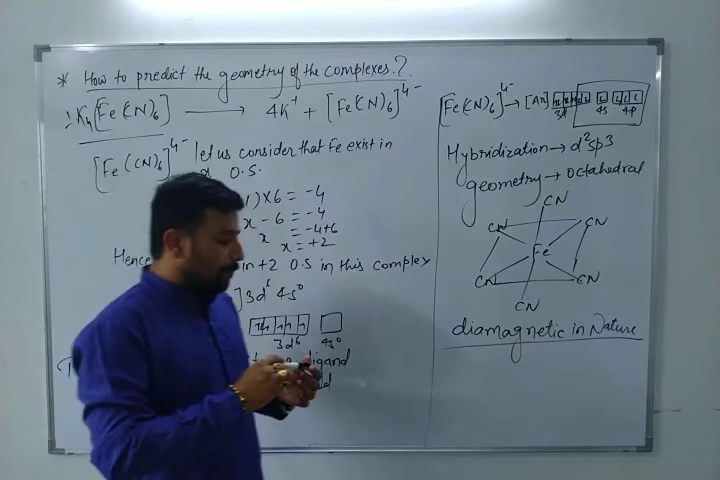 * How to predict the geometry of the complexes.?
:- K₄[Fe(CN)₆] ⟶ 4K⁺ + [Fe(CN)₆]⁴⁻
[Fe(CN)₆]⁴⁻ let us consider that Fe exist in
x O.S.
1)×6 = -4
x - 6 = -4
x = -4+6
x = +2
Hence in +2 O.S in this complex
]3d⁶ 4s⁰
3d⁶ 4s⁰
ligand
[Fe(CN)₆]⁴⁻→ [Ar]
3d 4s 4p
Hybridization → d²sp3
geometry → octahedral
CN
CN CN
Fe
CN CN
CN
diamagnetic in Nature